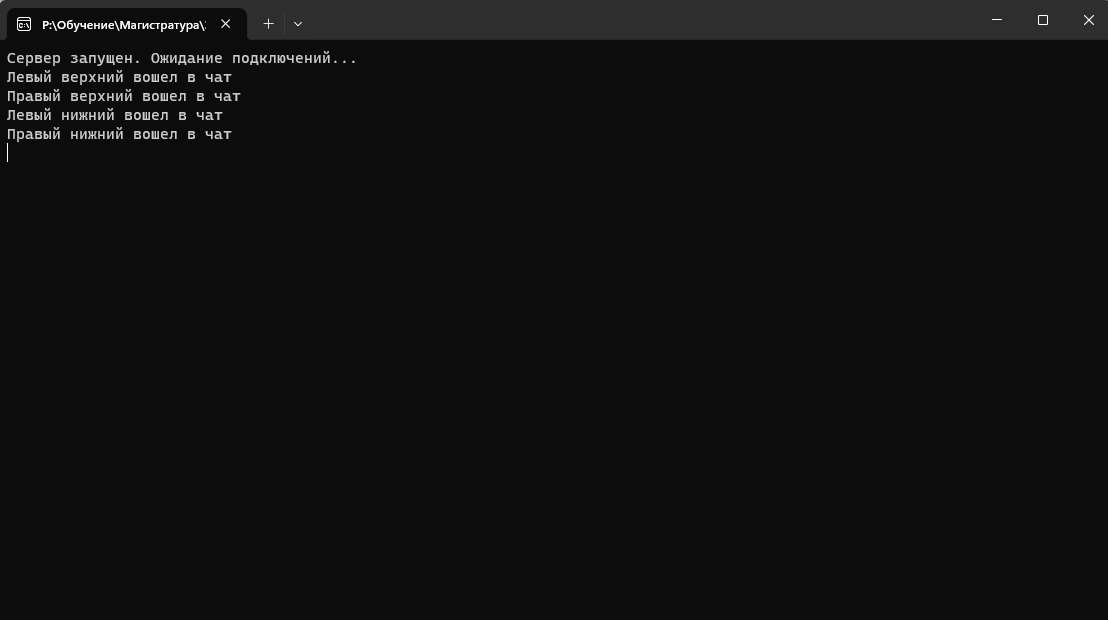 P:\Обучение\Магистратура\
Сервер запущен. Ожидание подключений...
Левый верхний вошел в чат
Правый верхний вошел в чат
Левый нижний вошел в чат
Правый нижний вошел в чат